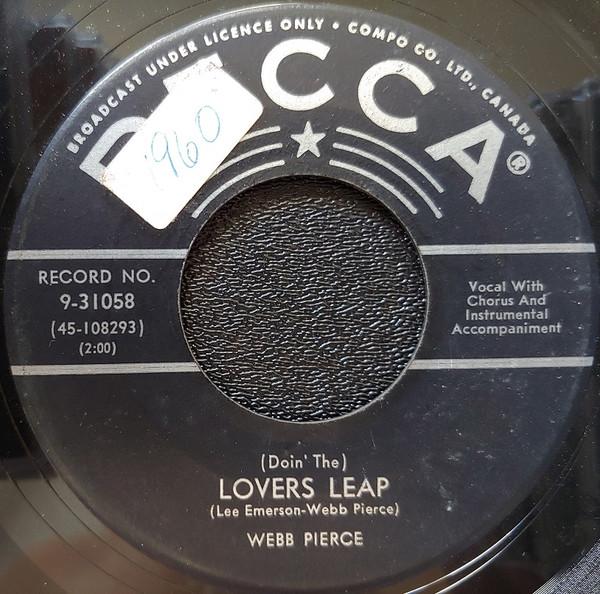 BROADCAST UNDER LICENCE ONLY • COMPO CO. LTD., CANADA
DECCA®
1960
RECORD NO.
9-31058
(45-108293)
(2:00)
Vocal With
Chorus And
Instrumental
Accompaniment
(Doin' The)
LOVERS LEAP
(Lee Emerson-Webb Pierce)
WEBB PIERCE